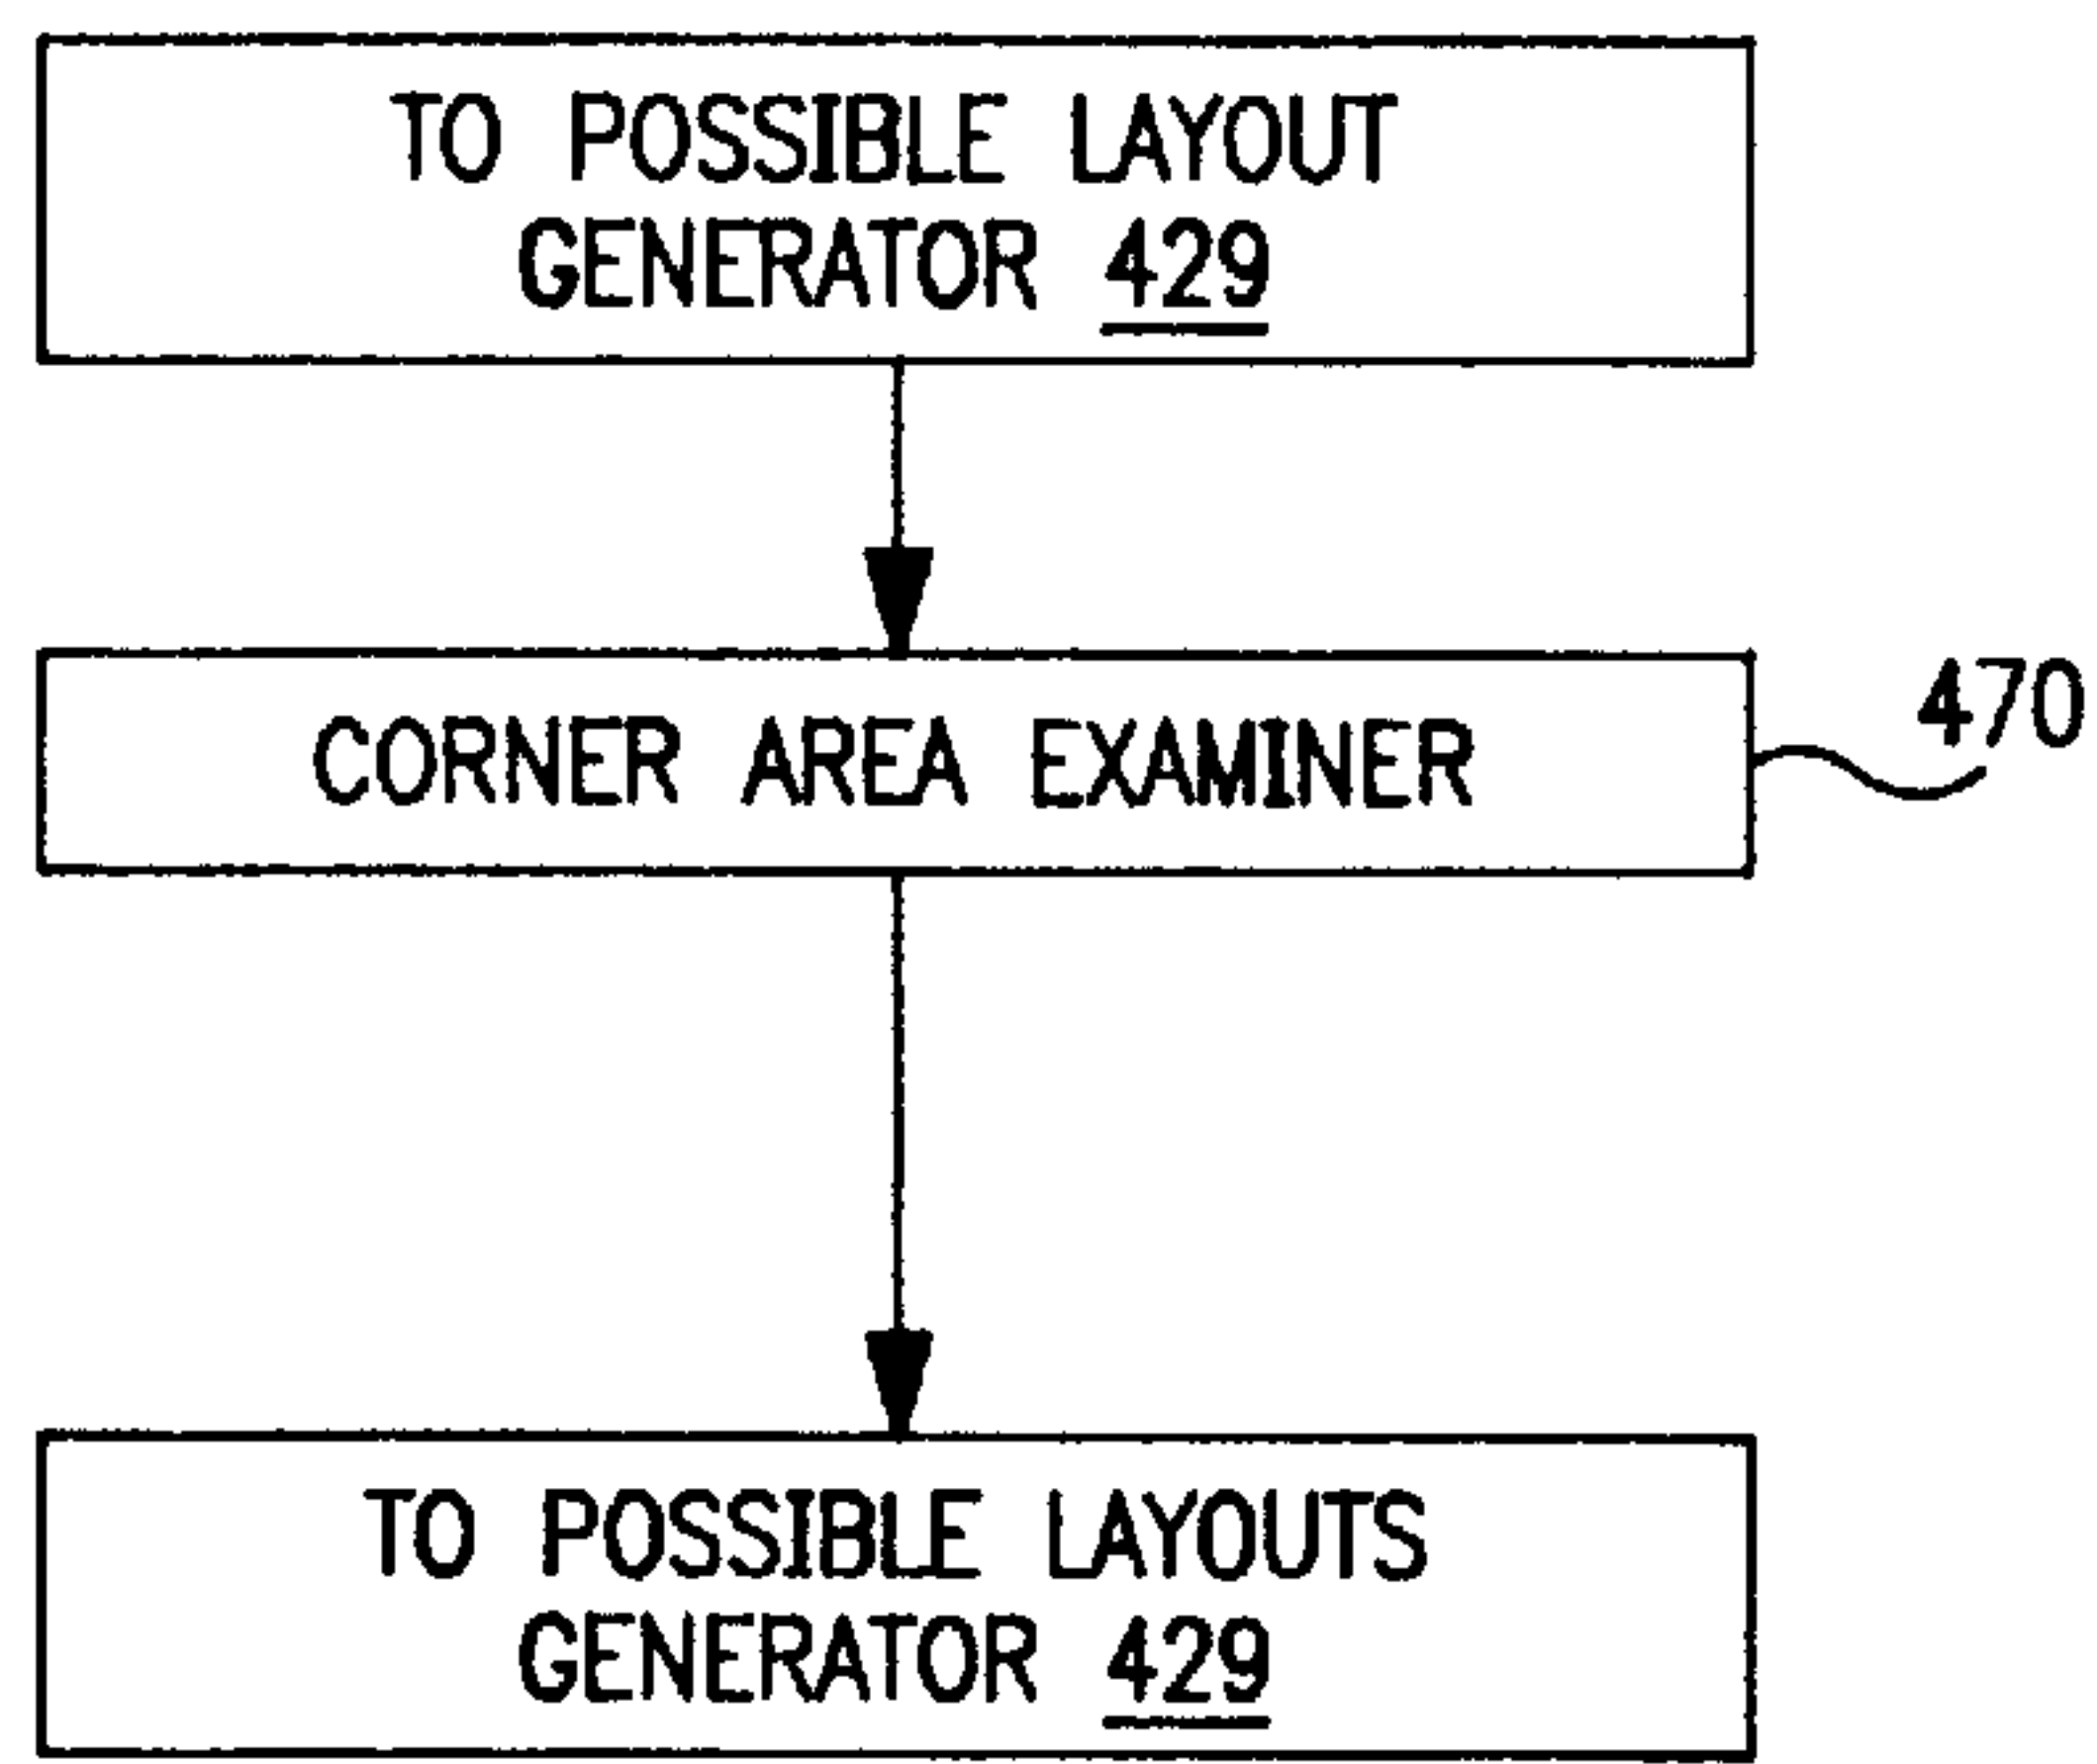 TO POSSIBLE LAYOUT
GENERATOR 429
CORNER AREA EXAMINER
470
TO POSSIBLE LAYOUTS
GENERATOR 429